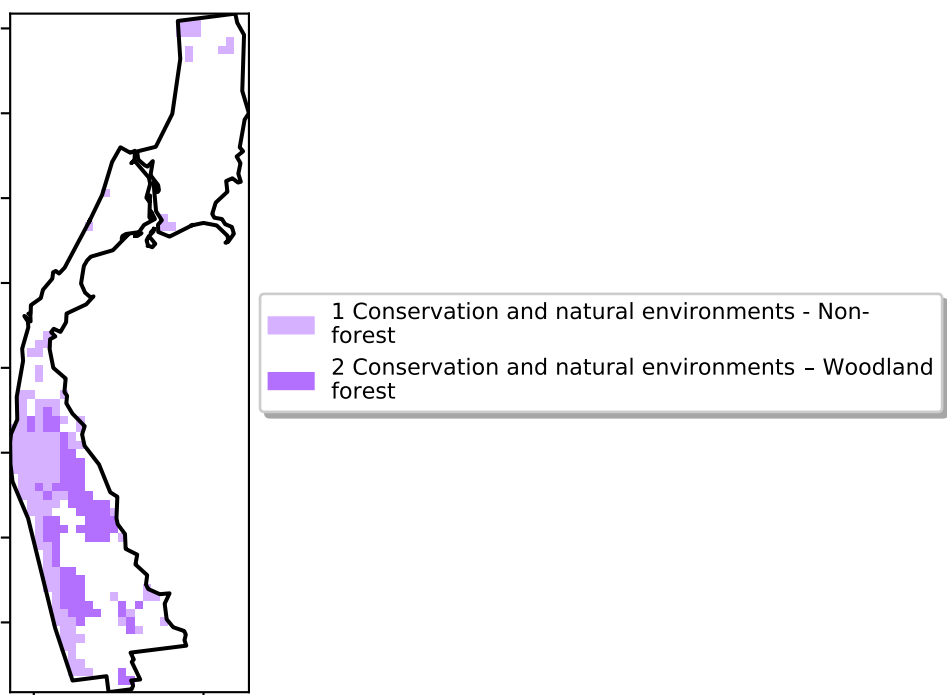 1 Conservation and natural environments - Non-
forest
2 Conservation and natural environments – Woodland
forest